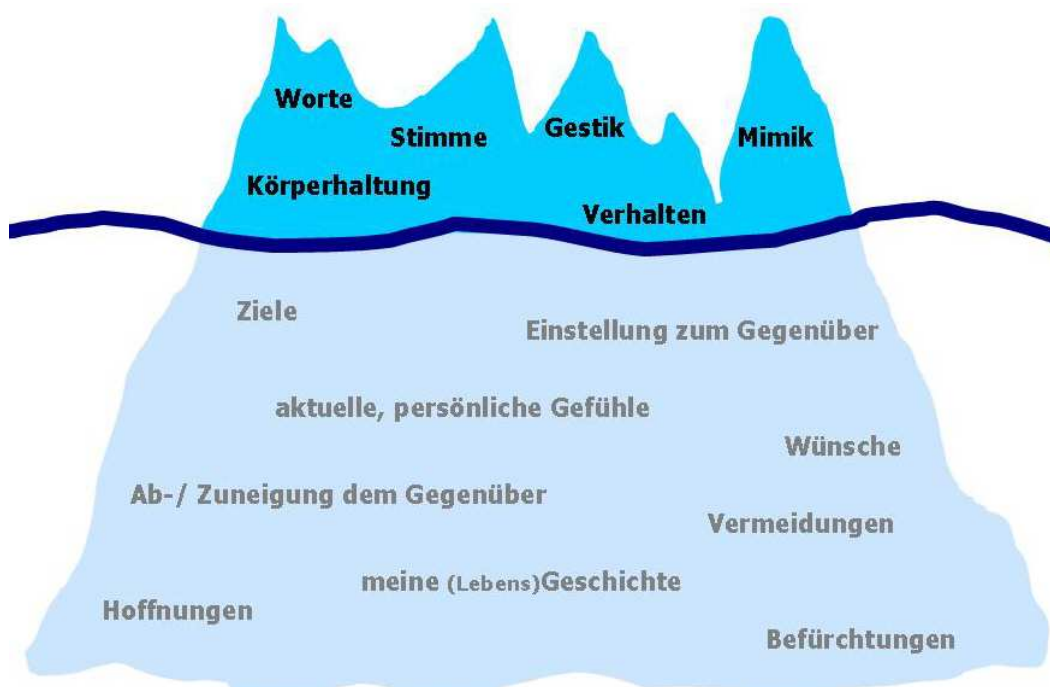 Worte
Stimme
Gestik
Mimik
Körperhaltung
Verhalten
Ziele
Einstellung zum Gegenüber
aktuelle, persönliche Gefühle
Wünsche
Ab-/ Zuneigung dem Gegenüber
Vermeidungen
meine (Lebens)Geschichte
Hoffnungen
Befürchtungen